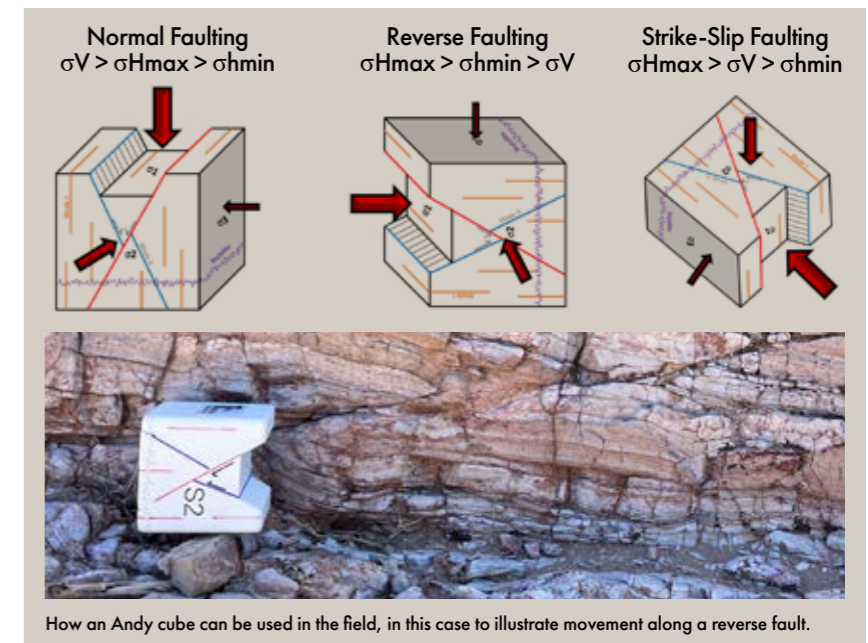 Normal Faulting
σV > σHmax > σhmin
Reverse Faulting
σHmax > σhmin > σV
Strike-Slip Faulting
σHmax > σV > σhmin
σ1
σ2
σ3
σ2
S2
How an Andy cube can be used in the field, in this case to illustrate movement along a reverse fault.